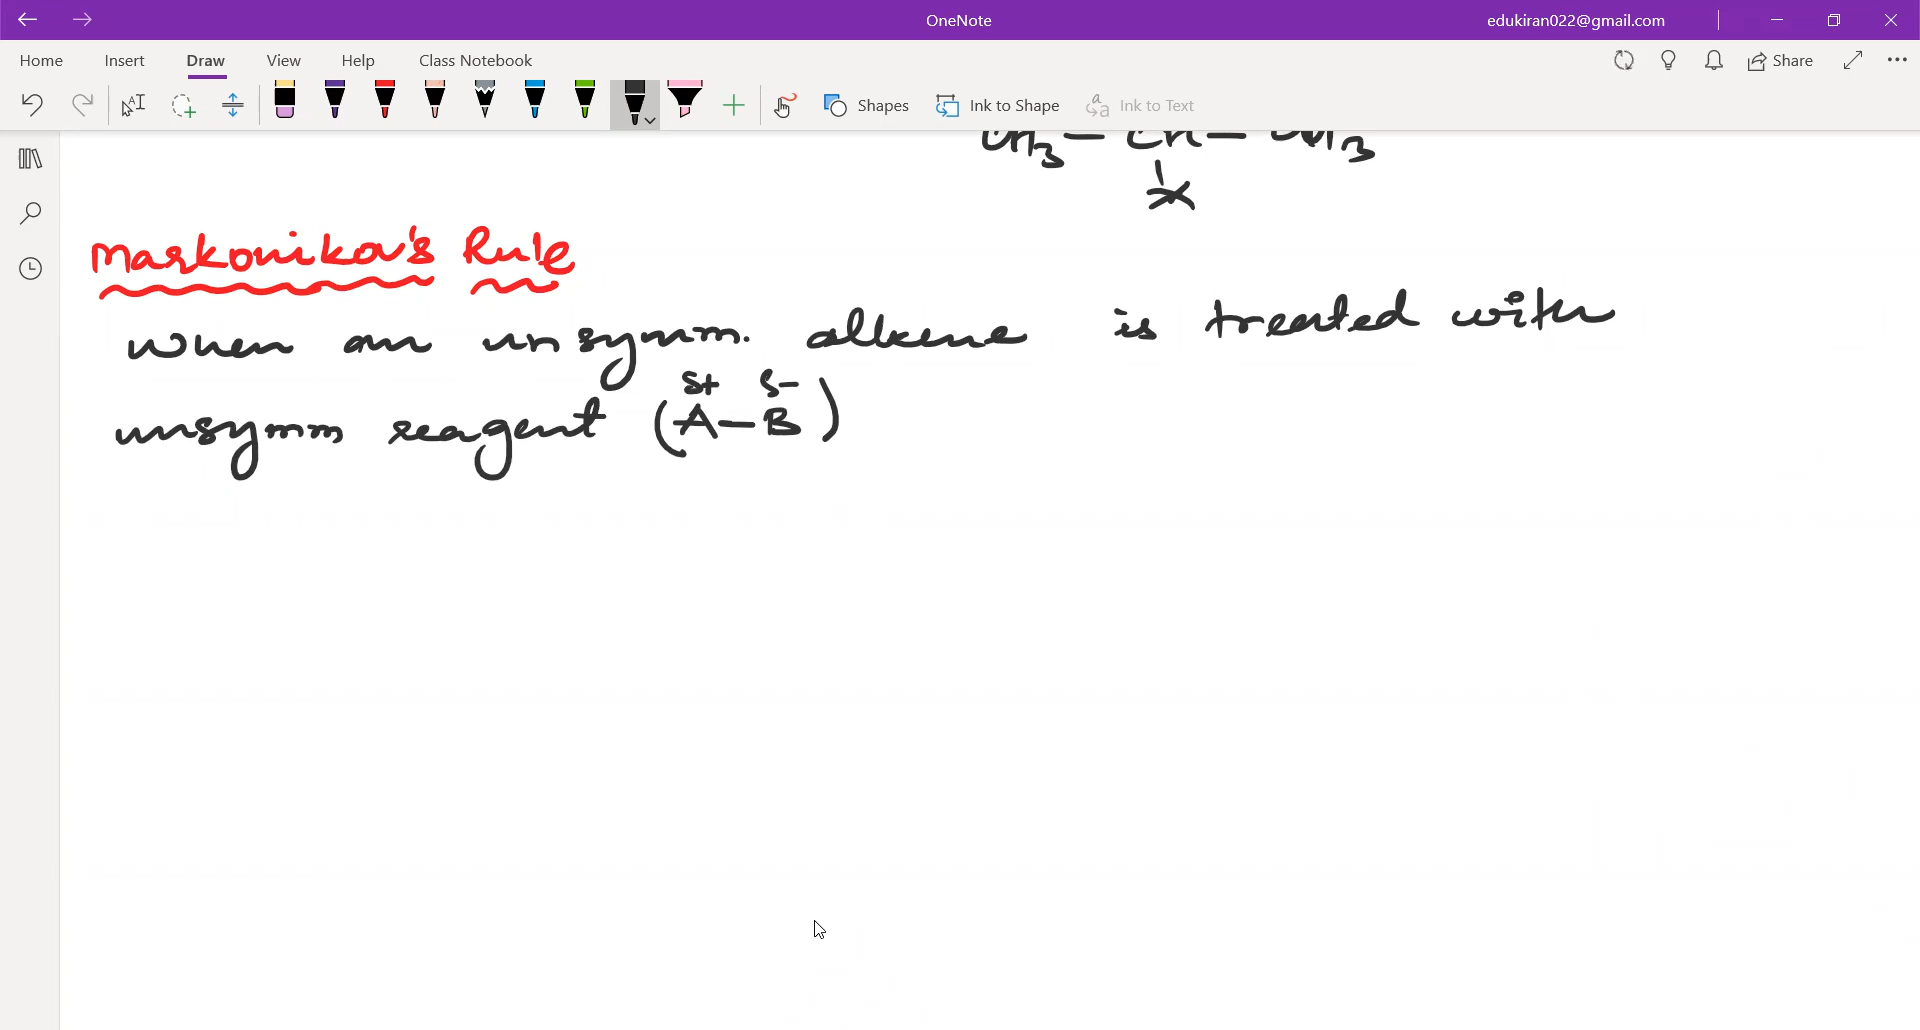 OneNote
edukiran022@gmail.com
Home Insert Draw View Help Class Notebook
Share
Shapes Ink to Shape Ink to Text
CH3 - CH - CH3
X
Markonikov's Rule
when an unsymm. alkene is treated with
δ+ δ-
unsymm reagent (A-B)